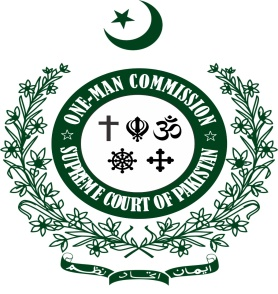 ONE-MAN COMMISSION
SUPREME COURT OF PAKISTAN
ایمان اتحاد نظم